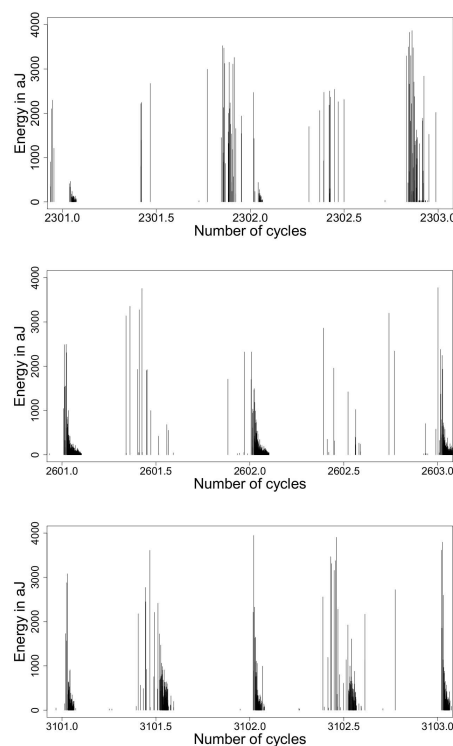 Energy in aJ
0 1000 2000 3000 4000
2301.0 2301.5 2302.0 2302.5 2303.0
Number of cycles
Energy in aJ
0 1000 2000 3000 4000
2601.0 2601.5 2602.0 2602.5 2603.0
Number of cycles
Energy in aJ
0 1000 2000 3000 4000
3101.0 3101.5 3102.0 3102.5 3103.0
Number of cycles